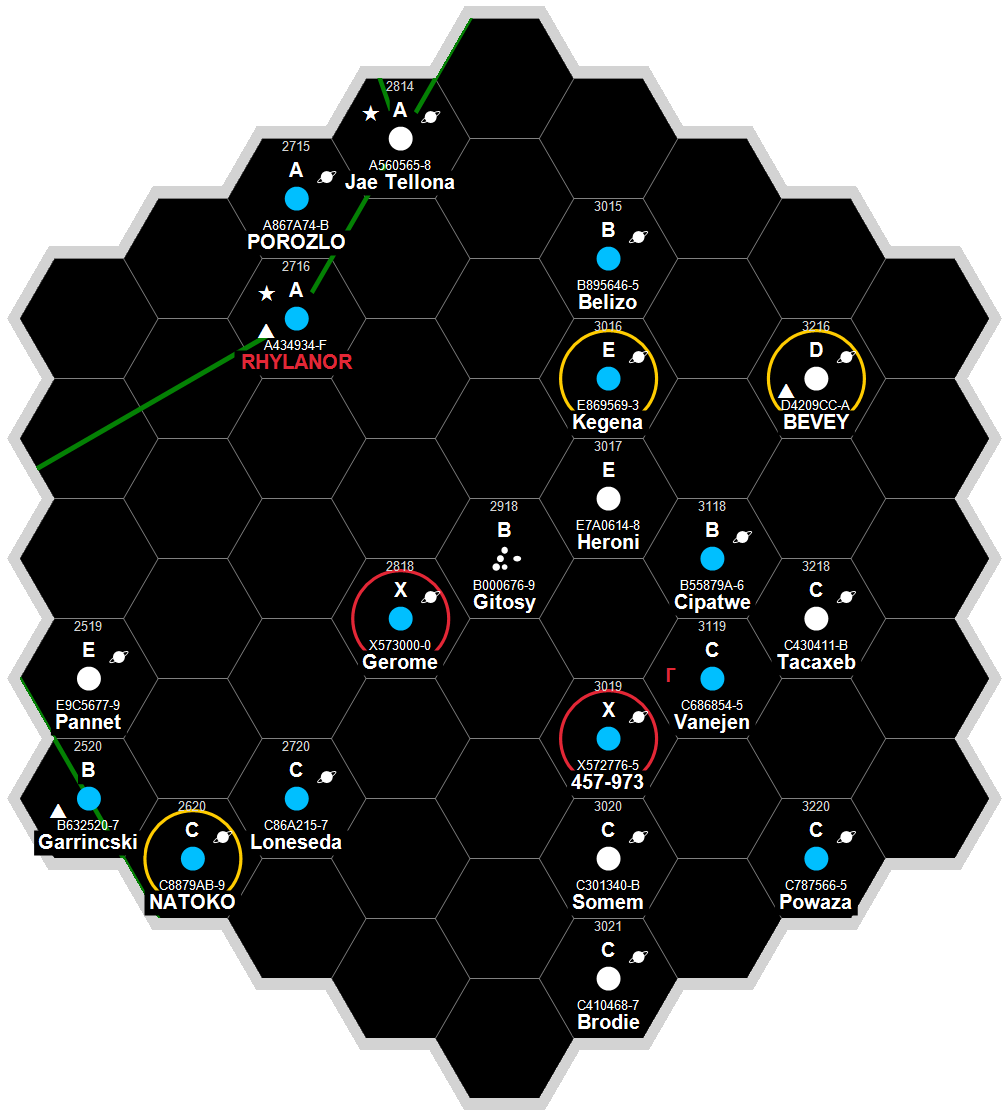 2814
A
A560565-8
Jae Tellona
2715
A
A867A74-B
POROZLO
3015
B
B895646-5
Belizo
2716
A
A434934-F
RHYLANOR
3016
E
E869569-3
Kegena
3216
D
D4209CC-A
BEVEY
3017
E
E7A0614-8
Heroni
2918
B
B000676-9
Gitosy
3118
B
B55879A-6
Cipatwe
2818
X
X573000-0
Gerome
3218
C
C430411-B
Tacaxeb
2519
E
E9C5677-9
Pannet
3119
C
Γ
C686854-5
Vanejen
3019
X
X572776-5
457-973
2520
B
B632520-7
Garrincski
2720
C
C86A215-7
Loneseda
2620
C
C8879AB-9
NATOKO
3020
C
C301340-B
Somem
3220
C
C787566-5
Powaza
3021
C
C410468-7
Brodie